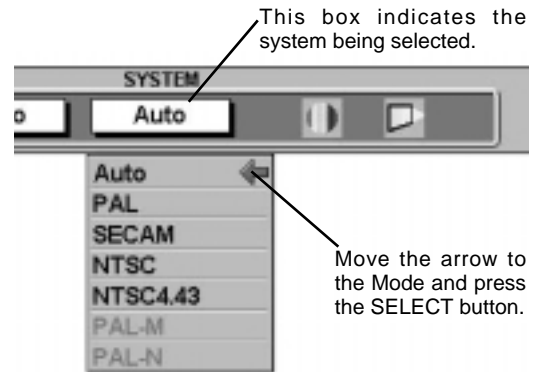 This box indicates the
system being selected.
SYSTEM
o
Auto
Auto
PAL
SECAM
NTSC
NTSC4.43
PAL-M
PAL-N
Move the arrow to
the Mode and press
the SELECT button.